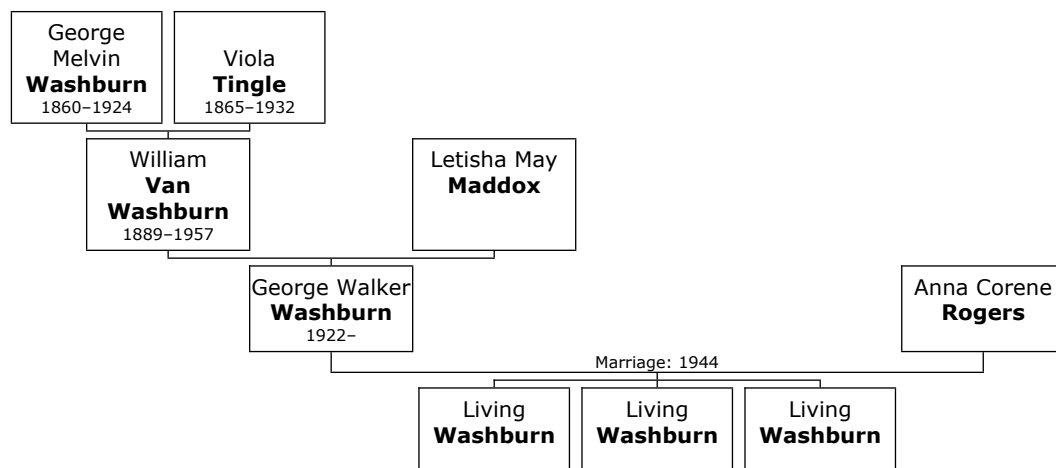 George
Melvin
Washburn
1860–1924
Viola
Tingle
1865–1932
William
Van
Washburn
1889–1957
Letisha May
Maddox
George Walker
Washburn
1922–
Anna Corene
Rogers
Marriage: 1944
Living
Washburn
Living
Washburn
Living
Washburn